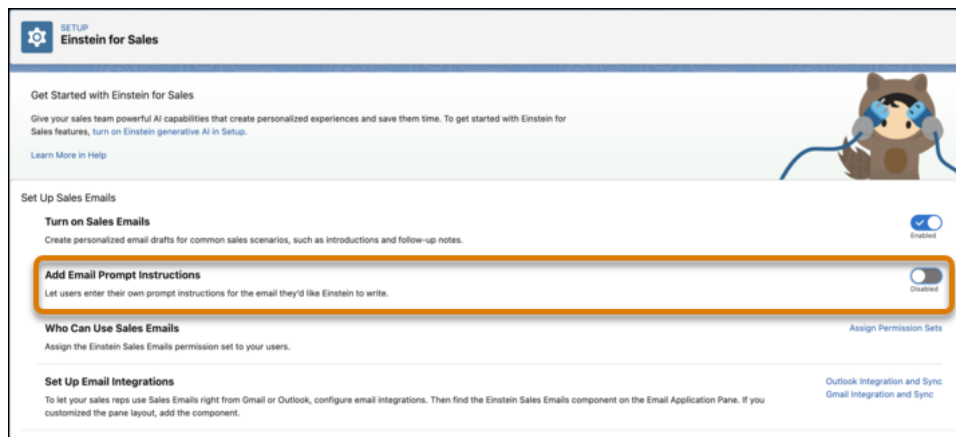 SETUP
Einstein for Sales
Get Started with Einstein for Sales
Give your sales team powerful AI capabilities that create personalized experiences and save them time. To get started with Einstein for
Sales features, turn on Einstein generative AI in Setup.
Learn More in Help
Set Up Sales Emails
Turn on Sales Emails
Create personalized email drafts for common sales scenarios, such as introductions and follow-up notes.
Enabled
Add Email Prompt Instructions
Let users enter their own prompt instructions for the email they'd like Einstein to write.
Disabled
Who Can Use Sales Emails
Assign Permission Sets
Assign the Einstein Sales Emails permission set to your users.
Set Up Email Integrations
Outlook Integration and Sync
Gmail Integration and Sync
To let your sales reps use Sales Emails right from Gmail or Outlook, configure email integrations. Then find the Einstein Sales Emails component on the Email Application Pane. If you
customized the pane layout, add the component.